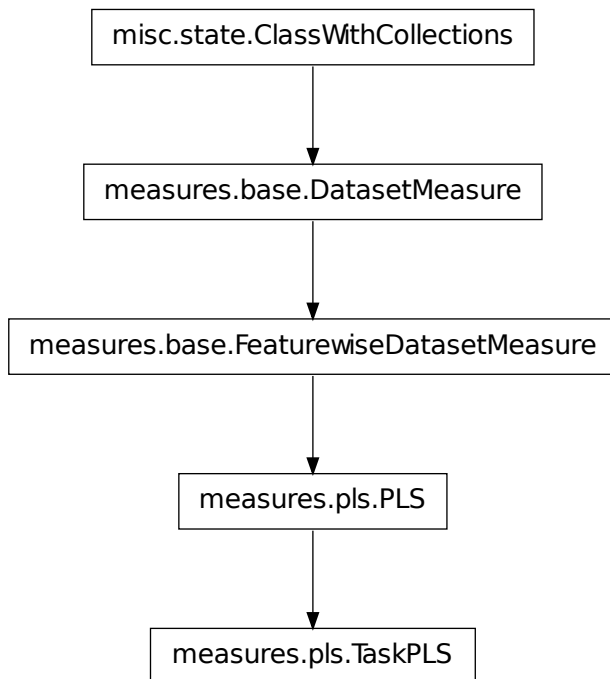 misc.state.ClassWithCollections
measures.base.DatasetMeasure
measures.base.FeaturewiseDatasetMeasure
measures.pls.PLS
measures.pls.TaskPLS